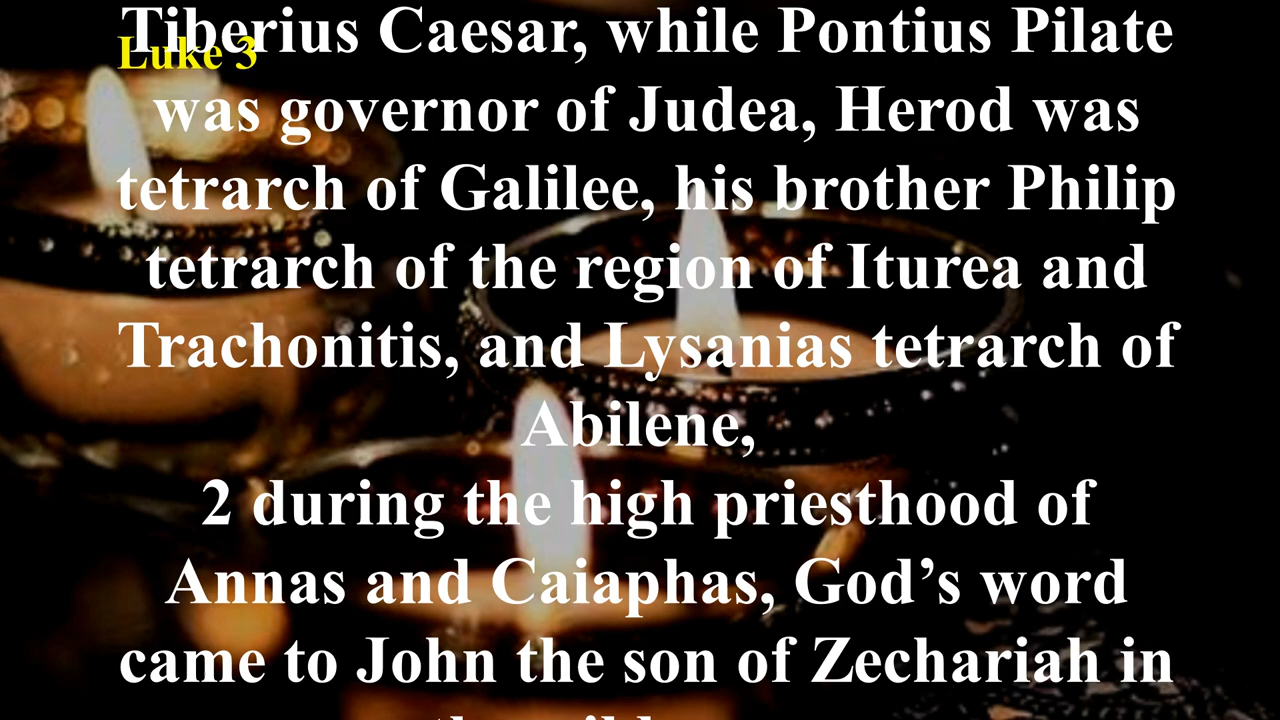 Luke 3
Tiberius Caesar, while Pontius Pilate
was governor of Judea, Herod was
tetrarch of Galilee, his brother Philip
tetrarch of the region of Iturea and
Trachonitis, and Lysanias tetrarch of
Abilene,
2 during the high priesthood of
Annas and Caiaphas, God’s word
came to John the son of Zechariah in